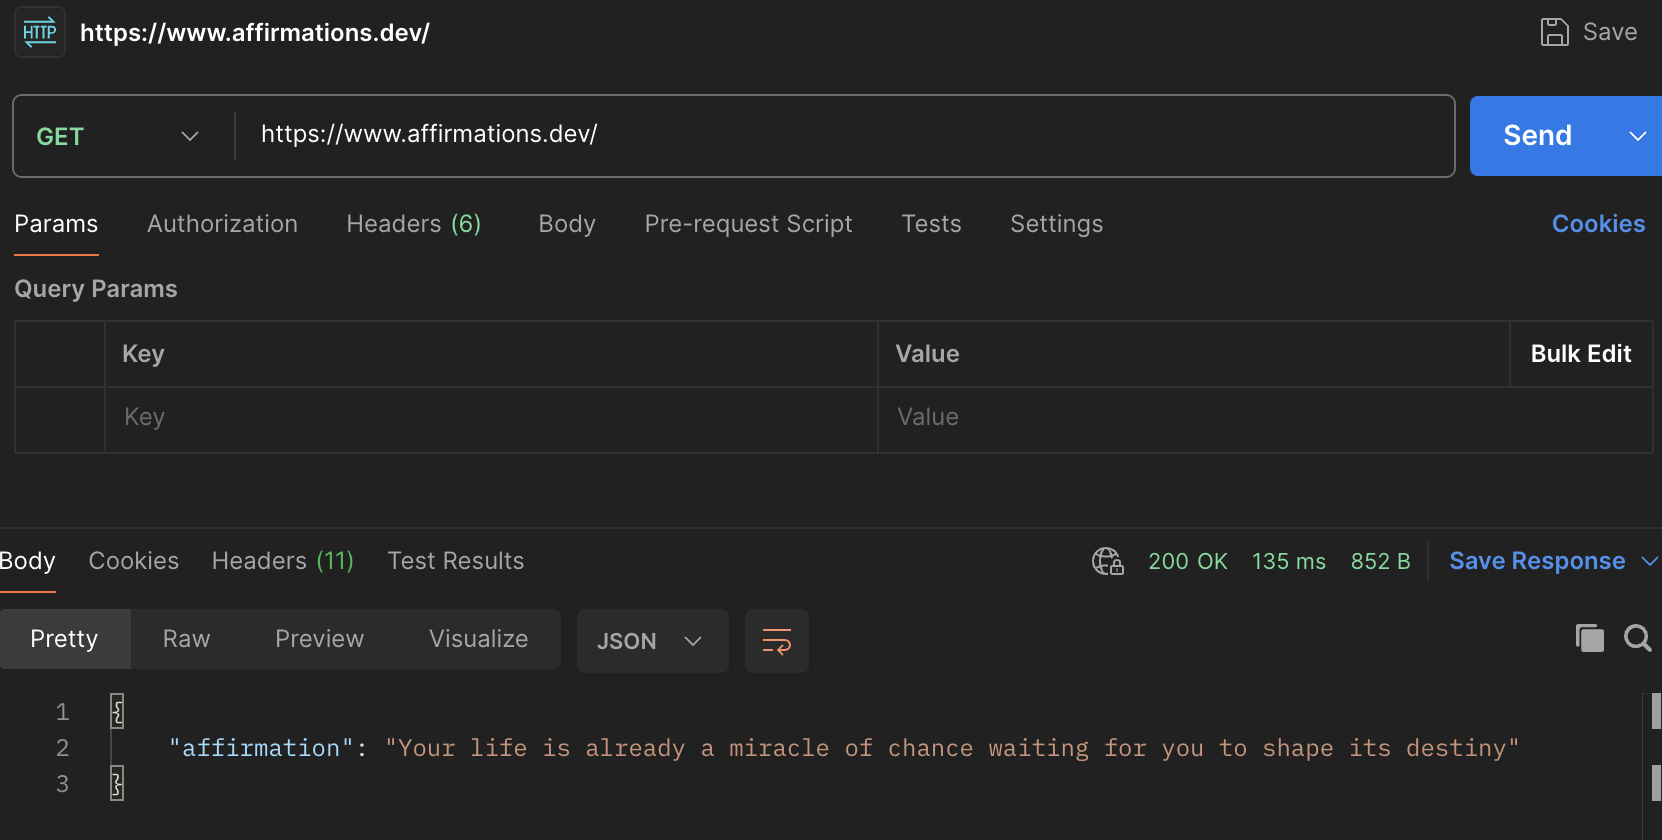 HTTP https://www.affirmations.dev/ Save
GET https://www.affirmations.dev/ Send
Params Authorization Headers (6) Body Pre-request Script Tests Settings Cookies
Query Params
Key Value Bulk Edit
Key Value
Body Cookies Headers (11) Test Results 200 OK 135 ms 852 B Save Response
Pretty Raw Preview Visualize JSON
1 {
2 "affirmation": "Your life is already a miracle of chance waiting for you to shape its destiny"
3 }